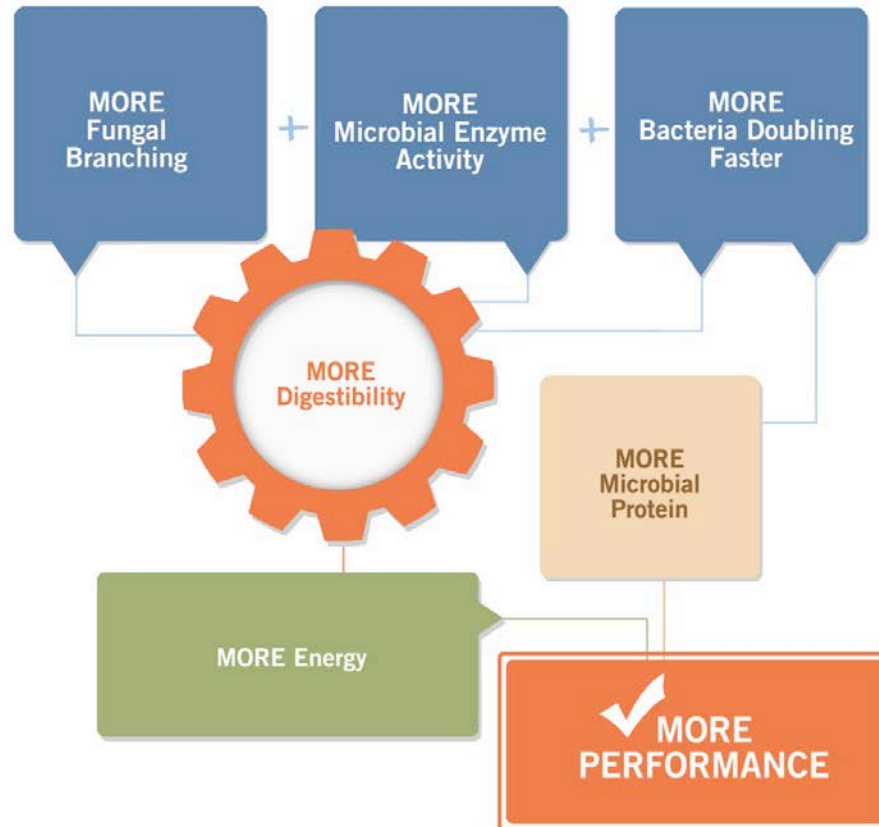 MORE
Fungal
Branching
+
MORE
Microbial Enzyme
Activity
+
MORE
Bacteria Doubling
Faster
MORE
Digestibility
MORE
Microbial
Protein
MORE Energy
MORE
PERFORMANCE